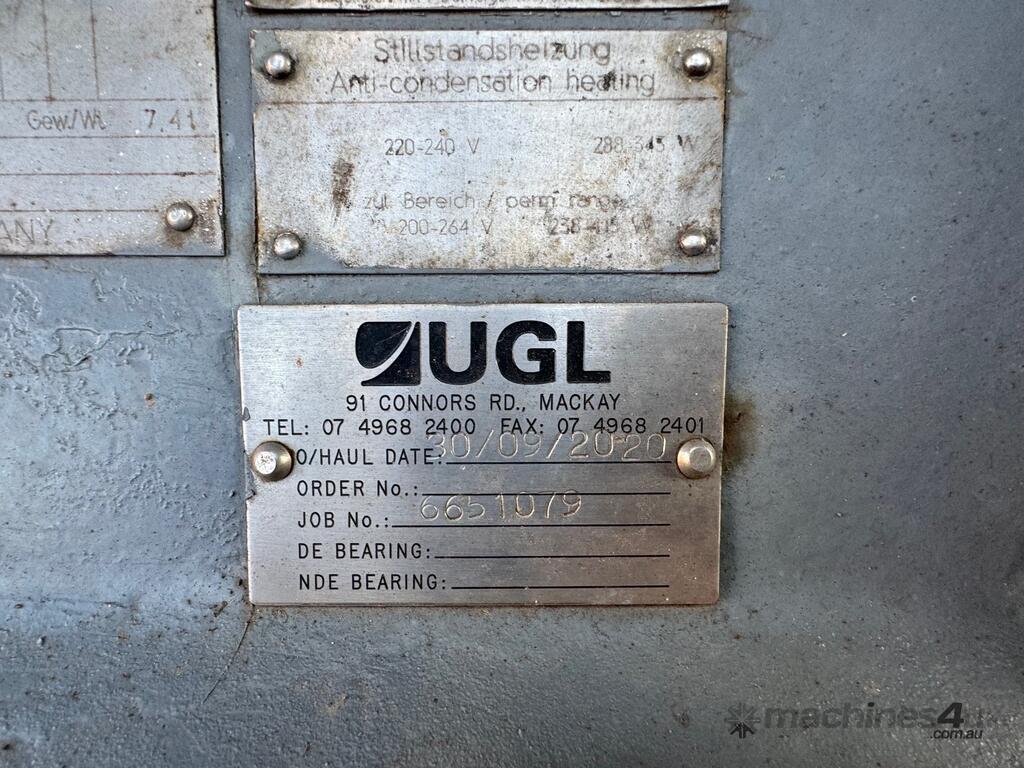 Stillstandsheizung
Anti-condensation heating
220-240 V 288-345 W
zul. Bereich / perm. range
200-264 V 238-415 W
Gew./Wt. 7.4t
UGL
91 CONNORS RD., MACKAY
TEL: 07 4968 2400 FAX: 07 4968 2401
O/HAUL DATE: 30/09/2020
ORDER No.:
JOB No.: 6651079
DE BEARING:
NDE BEARING:
machines4u
.com.au